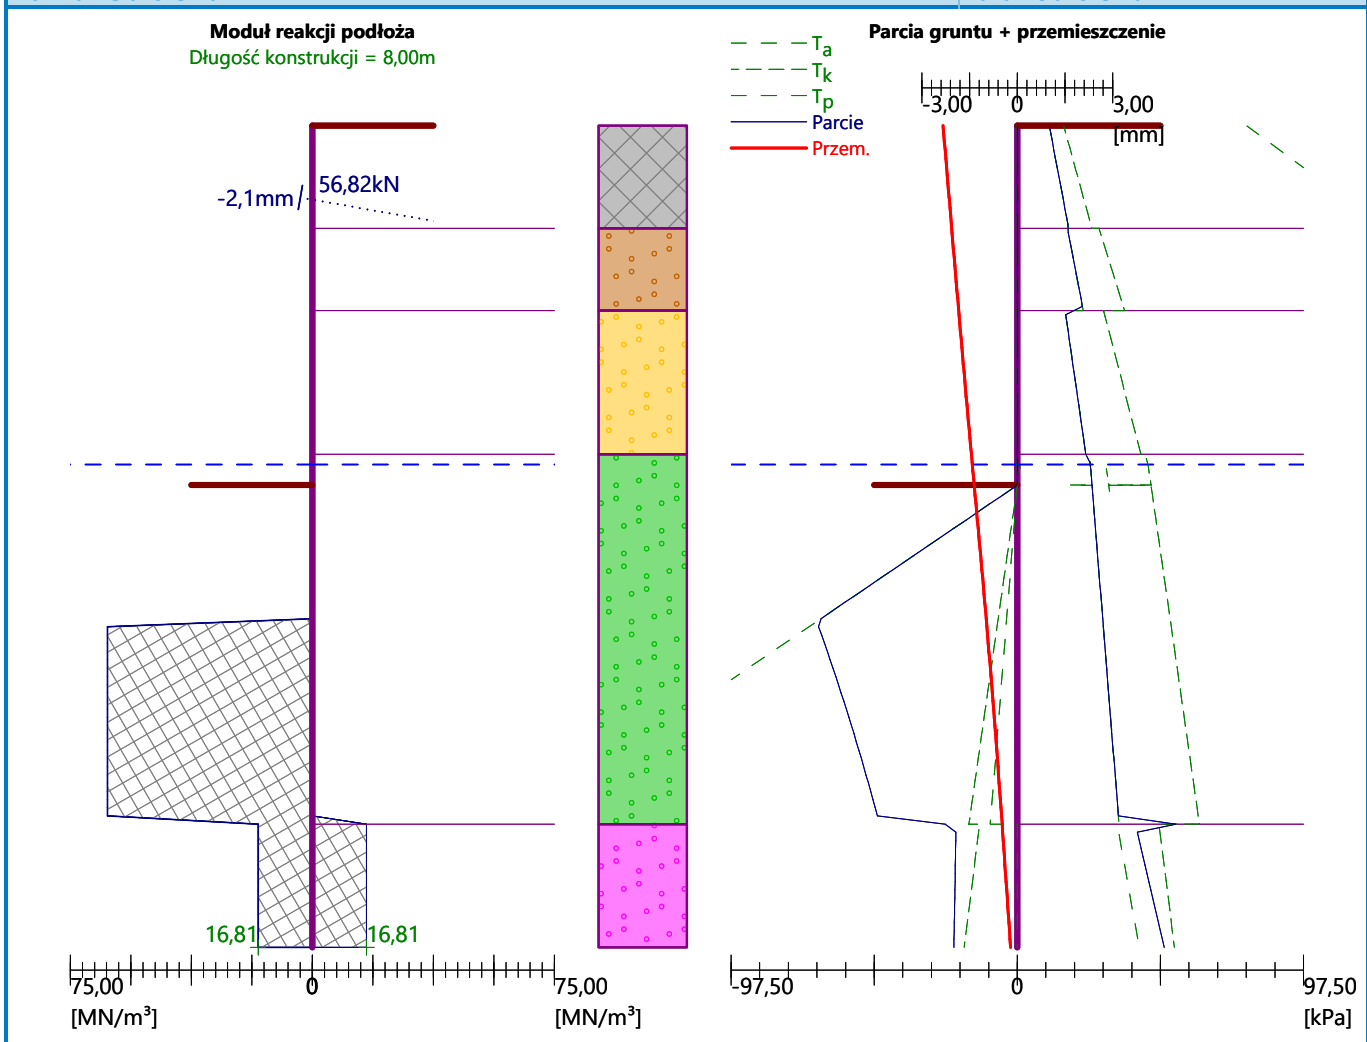 Moduł reakcji podłoża
Długość konstrukcji = 8,00m
56,82kN
-2,1mm
16,81
16,81
75,00
0
75,00
[MN/m³]
[MN/m³]
Parcia gruntu + przemieszczenie
Ta
Tk
Tp
Parcie
Przem.
-3,00
0
3,00
[mm]
-97,50
0
97,50
[kPa]